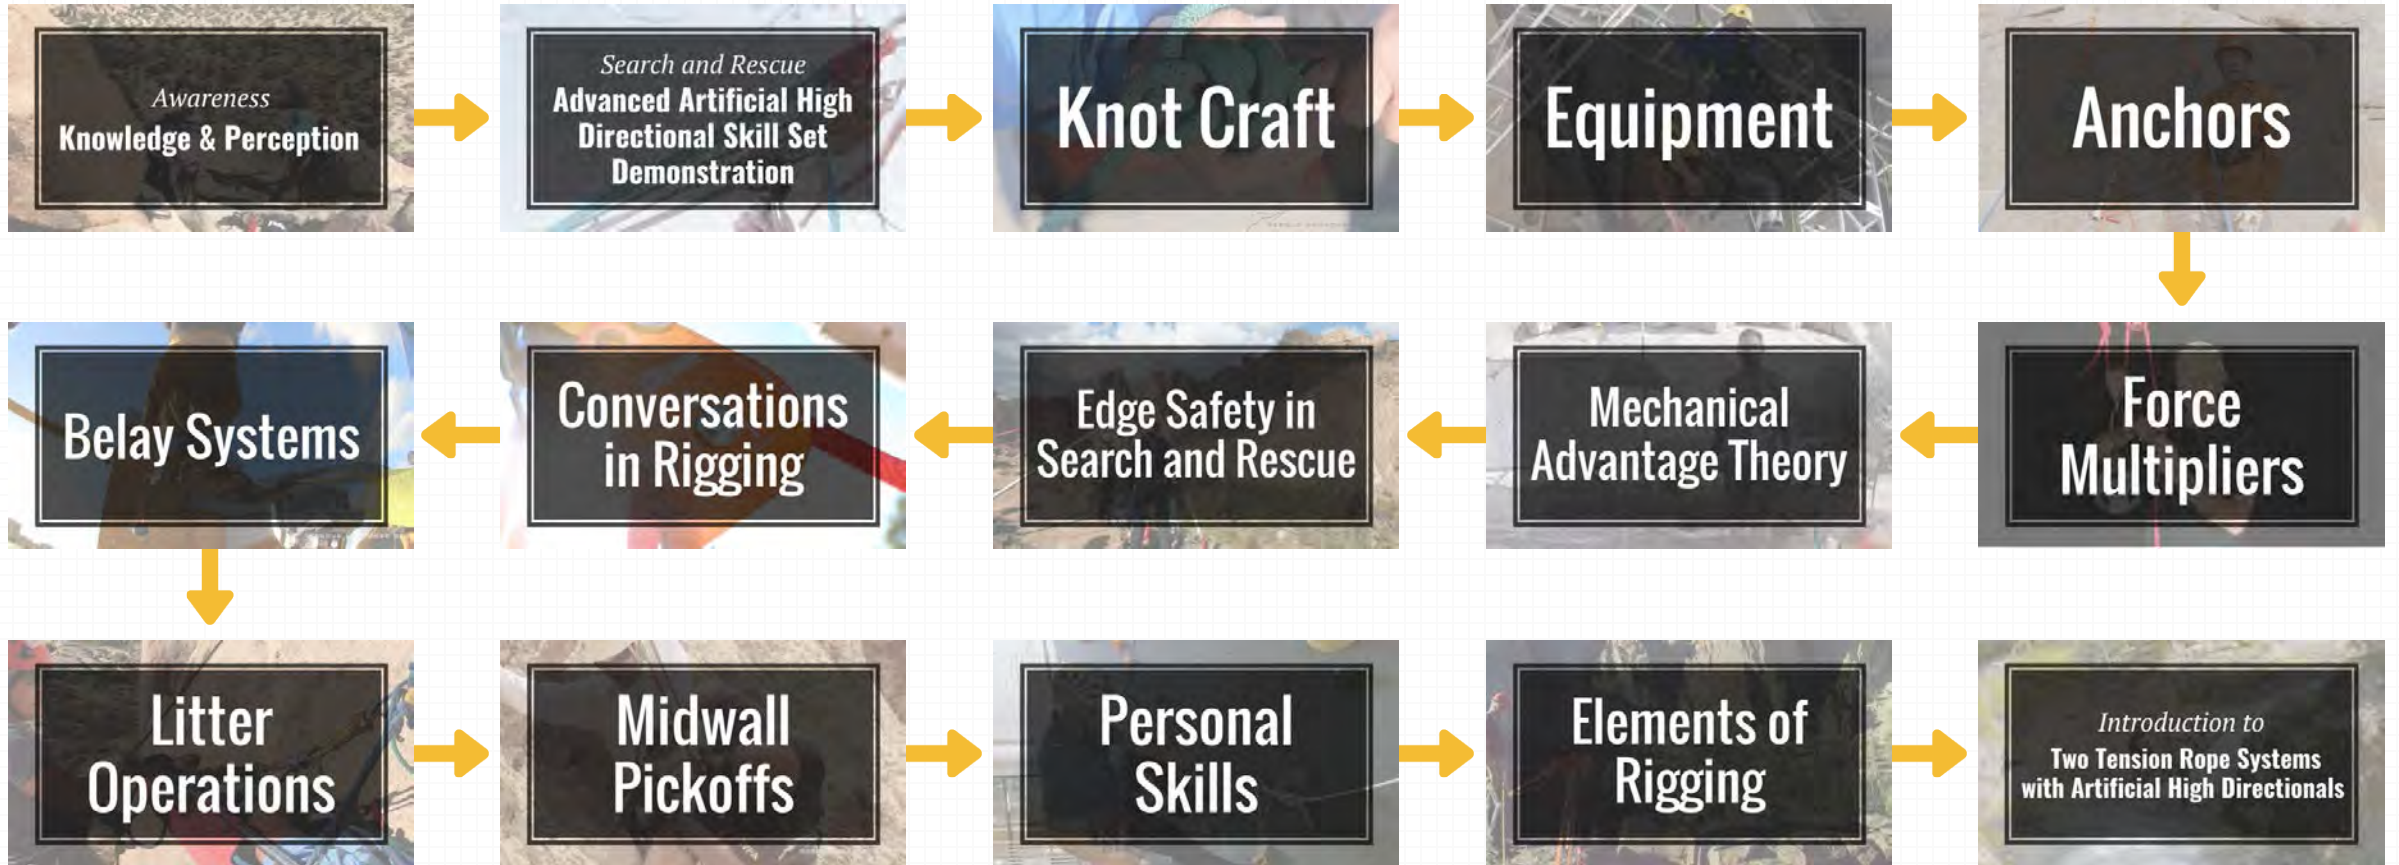 Awareness
Knowledge & Perception
Search and Rescue
Advanced Artificial High
Directional Skill Set
Demonstration
Knot Craft
Equipment
Anchors
Force
Multipliers
Mechanical
Advantage Theory
Edge Safety in
Search and Rescue
Conversations
in Rigging
Belay Systems
Litter
Operations
Midwall
Pickoffs
Personal
Skills
Elements of
Rigging
Introduction to
Two Tension Rope Systems
with Artificial High Directionals